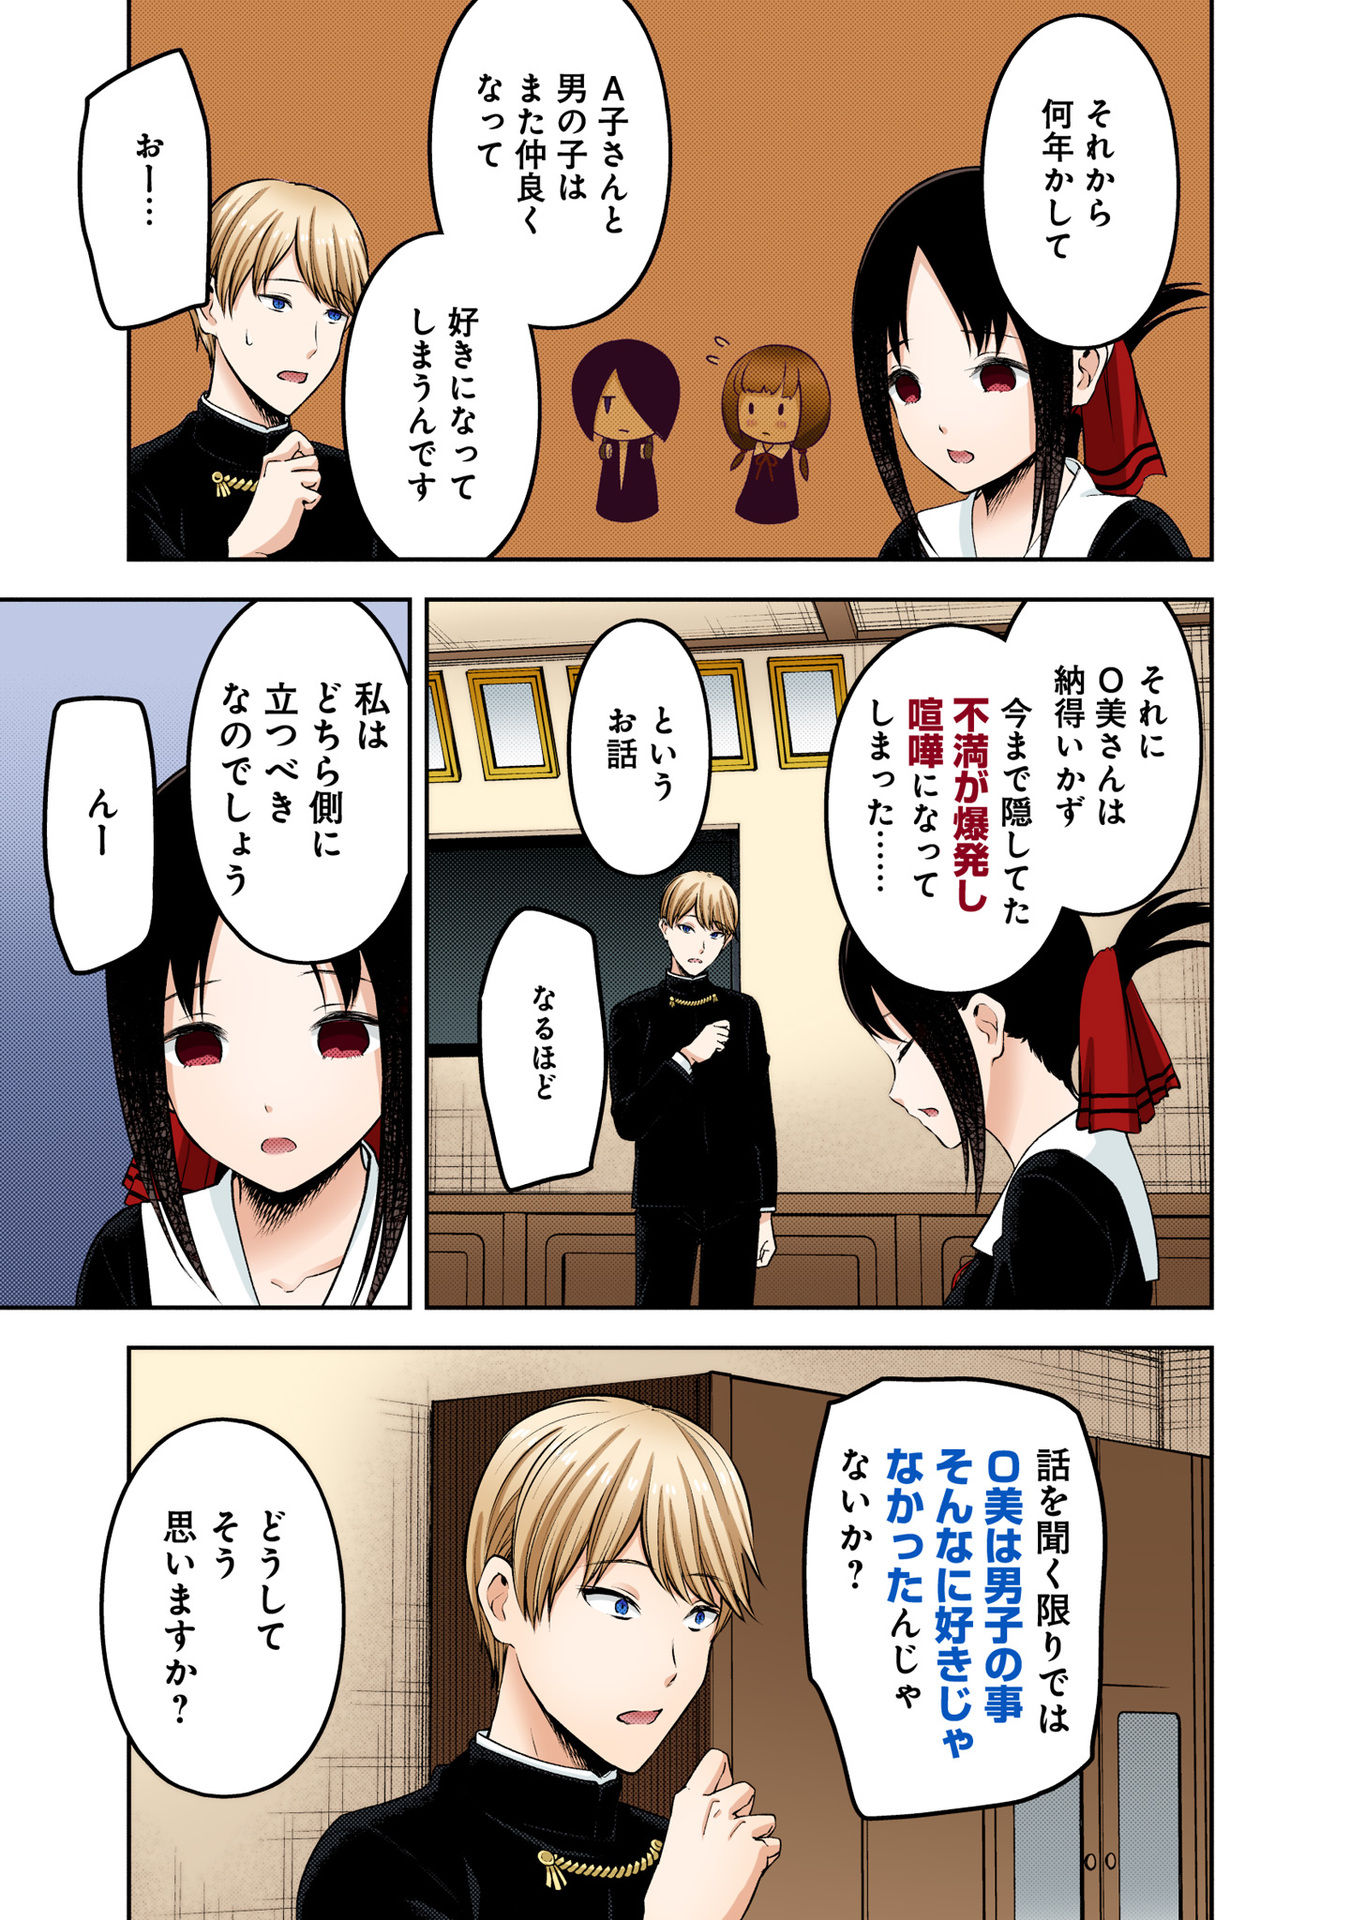 それから
何年かして
A子さんと
男の子は
また仲良く
なって
好きになって
しまうんです
おー…
それに
O美さんは
納得いかず
今まで隠してた
不満が爆発し
喧嘩になって
しまった……
という
お話
なるほど
私は
どちら側に
立つべき
なのでしょう
んー
話を聞く限りでは
O美は男子の事
そんなに好きじゃ
なかったんじゃ
ないか？
どうして
そう
思いますか？